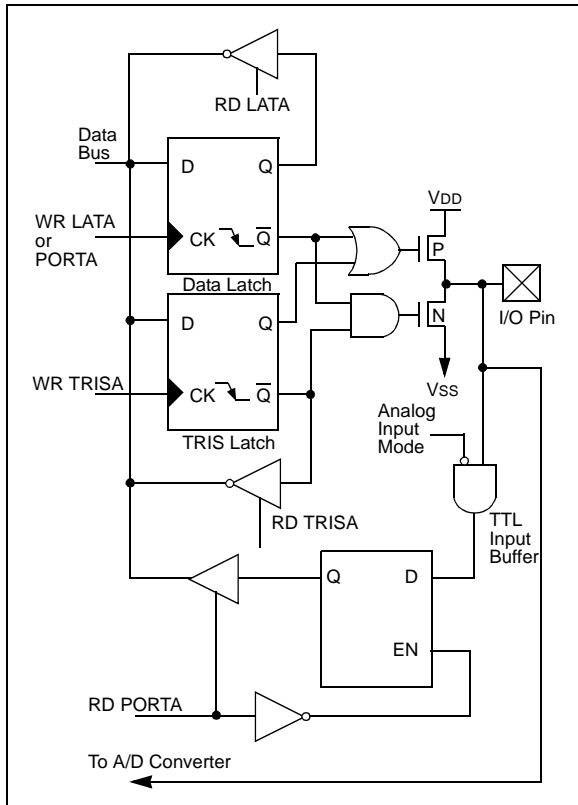 RD LATA
Data
Bus
D
Q
VDD
WR LATA
or
PORTA
CK
Q
P
Data Latch
D
Q
N
I/O Pin
WR TRISA
CK
Q
VSS
TRIS Latch
Analog
Input
Mode
RD TRISA
TTL
Input
Buffer
Q
D
EN
RD PORTA
To A/D Converter